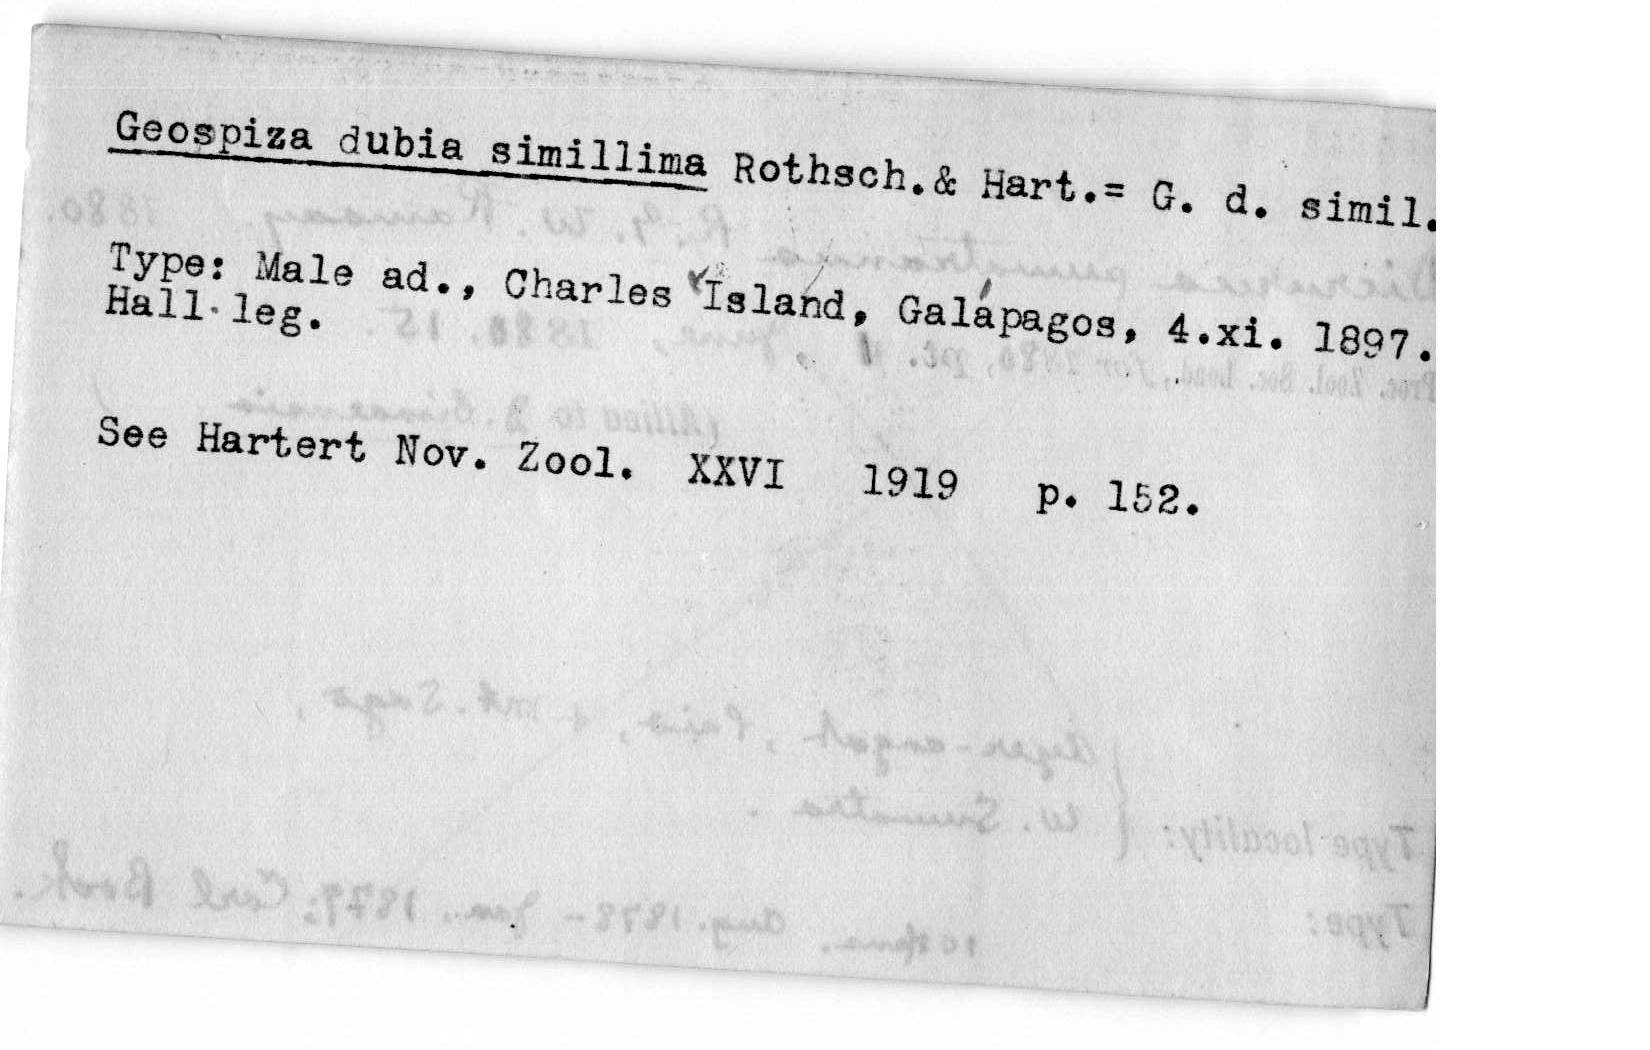 Geospiza dubia simillima Rothsch.& Hart.= G. d. simil.
Type: Male ad., Charles Island, Galápagos, 4.xi. 1897.
Hall leg.
See Hartert Nov. Zool. XXVI 1919 p. 152.